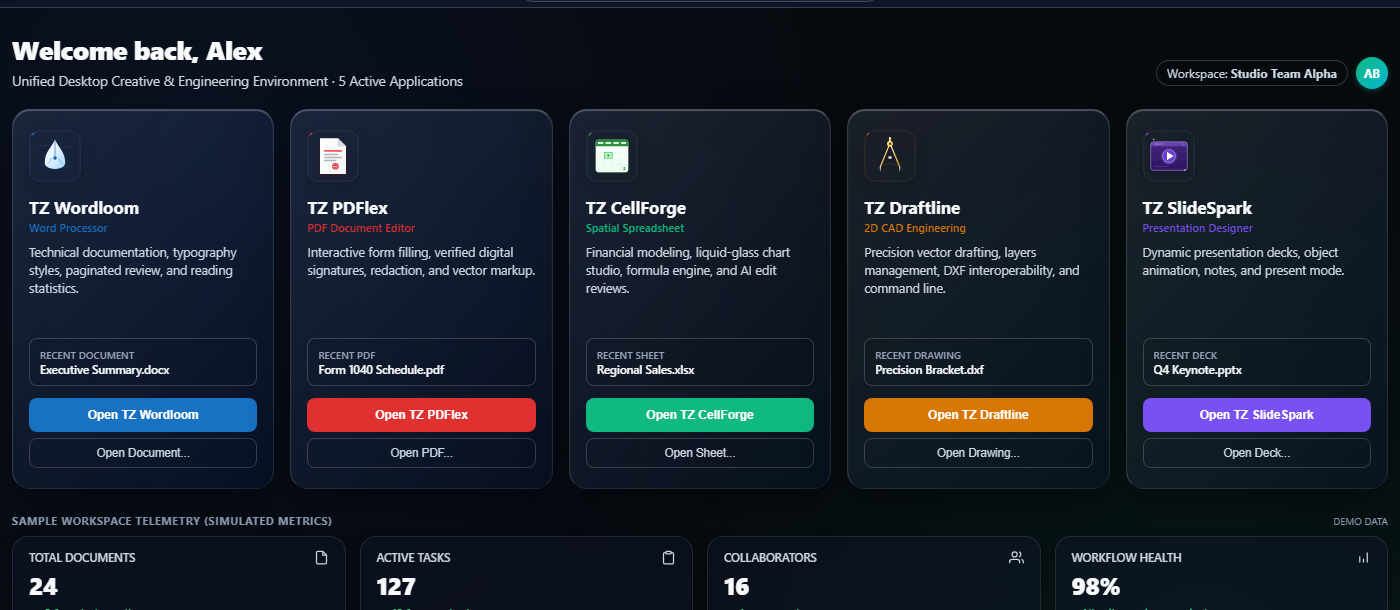 Welcome back, Alex
Unified Desktop Creative & Engineering Environment · 5 Active Applications
Workspace: Studio Team Alpha
AB
TZ Wordloom
Word Processor
Technical documentation, typography
styles, paginated review, and reading
statistics.
RECENT DOCUMENT
Executive Summary.docx
Open TZ Wordloom
Open Document...
TZ PDFlex
PDF Document Editor
Interactive form filling, verified digital
signatures, redaction, and vector markup.
RECENT PDF
Form 1040 Schedule.pdf
Open TZ PDFlex
Open PDF...
TZ CellForge
Spatial Spreadsheet
Financial modeling, liquid-glass chart
studio, formula engine, and AI edit
reviews.
RECENT SHEET
Regional Sales.xlsx
Open TZ CellForge
Open Sheet...
TZ Draftline
2D CAD Engineering
Precision vector drafting, layers
management, DXF interoperability, and
command line.
RECENT DRAWING
Precision Bracket.dxf
Open TZ Draftline
Open Drawing...
TZ SlideSpark
Presentation Designer
Dynamic presentation decks, object
animation, notes, and present mode.
RECENT DECK
Q4 Keynote.pptx
Open TZ SlideSpark
Open Deck...
SAMPLE WORKSPACE TELEMETRY (SIMULATED METRICS)
DEMO DATA
TOTAL DOCUMENTS
24
ACTIVE TASKS
127
COLLABORATORS
16
WORKFLOW HEALTH
98%